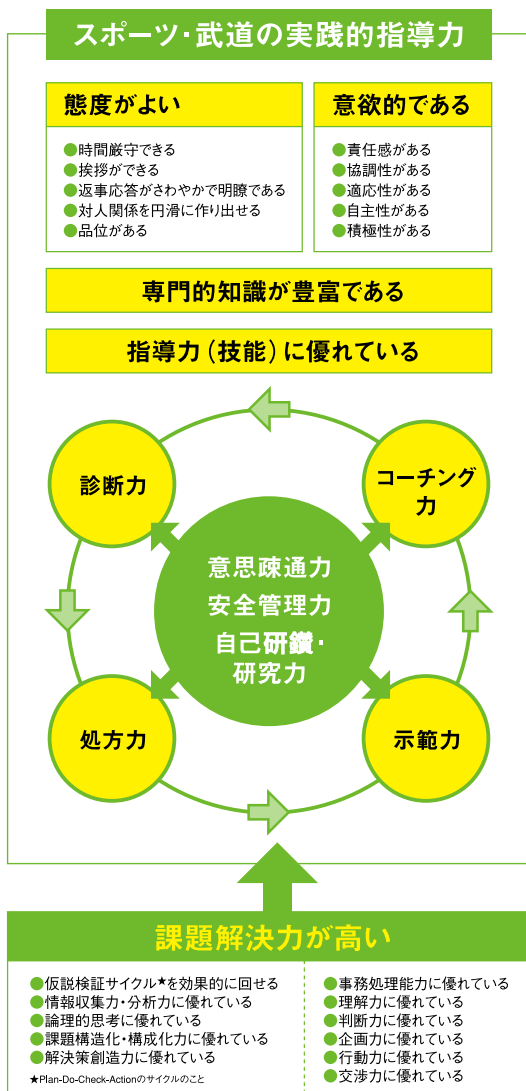 スポーツ・武道の実践的指導力
態度がよい
●時間厳守できる
●挨拶ができる
●返事応答がさわやかで明瞭である
●対人関係を円滑に作り出せる
●品位がある
意欲的である
●責任感がある
●協調性がある
●適応性がある
●自主性がある
●積極性がある
専門的知識が豊富である
指導力（技能）に優れている
診断力
コーチング
力
意思疎通力
安全管理力
自己研鑽・
研究力
処方力
示範力
課題解決力が高い
●仮説検証サイクル★を効果的に回せる
●情報収集力・分析力に優れている
●論理的思考に優れている
●課題構造化・構成化力に優れている
●解決策創造力に優れている
★Plan-Do-Check-Actionのサイクルのこと
●事務処理能力に優れている
●理解力に優れている
●判断力に優れている
●企画力に優れている
●行動力に優れている
●交渉力に優れている